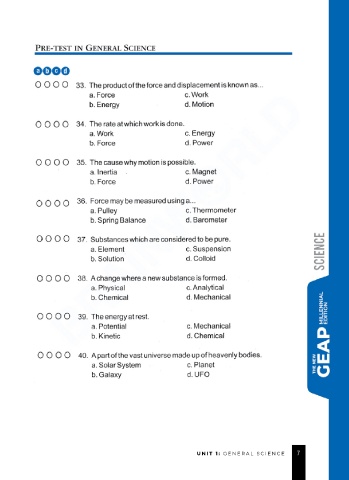 PRE-TEST IN GENERAL SCIENCE
a b c d
33. The product of the force and displacement is known as...
a. Force c. Work
b. Energy d. Motion
34. The rate at which work is done.
a. Work c. Energy
b. Force d. Power
35. The cause why motion is possible.
a. Inertia c. Magnet
b. Force d. Power
36. Force may be measured using a...
a. Pulley c. Thermometer
b. Spring Balance d. Barometer
37. Substances which are considered to be pure.
a. Element c. Suspension
b. Solution d. Colloid
38. A change where a new substance is formed.
a. Physical c. Analytical
b. Chemical d. Mechanical
39. The energy at rest.
a. Potential c. Mechanical
b. Kinetic d. Chemical
40. A part of the vast universe made up of heavenly bodies.
a. Solar System c. Planet
b. Galaxy d. UFO
SCIENCE
THE NEW GEAP MILLENNIAL EDITION
UNIT 1: GENERAL SCIENCE 7